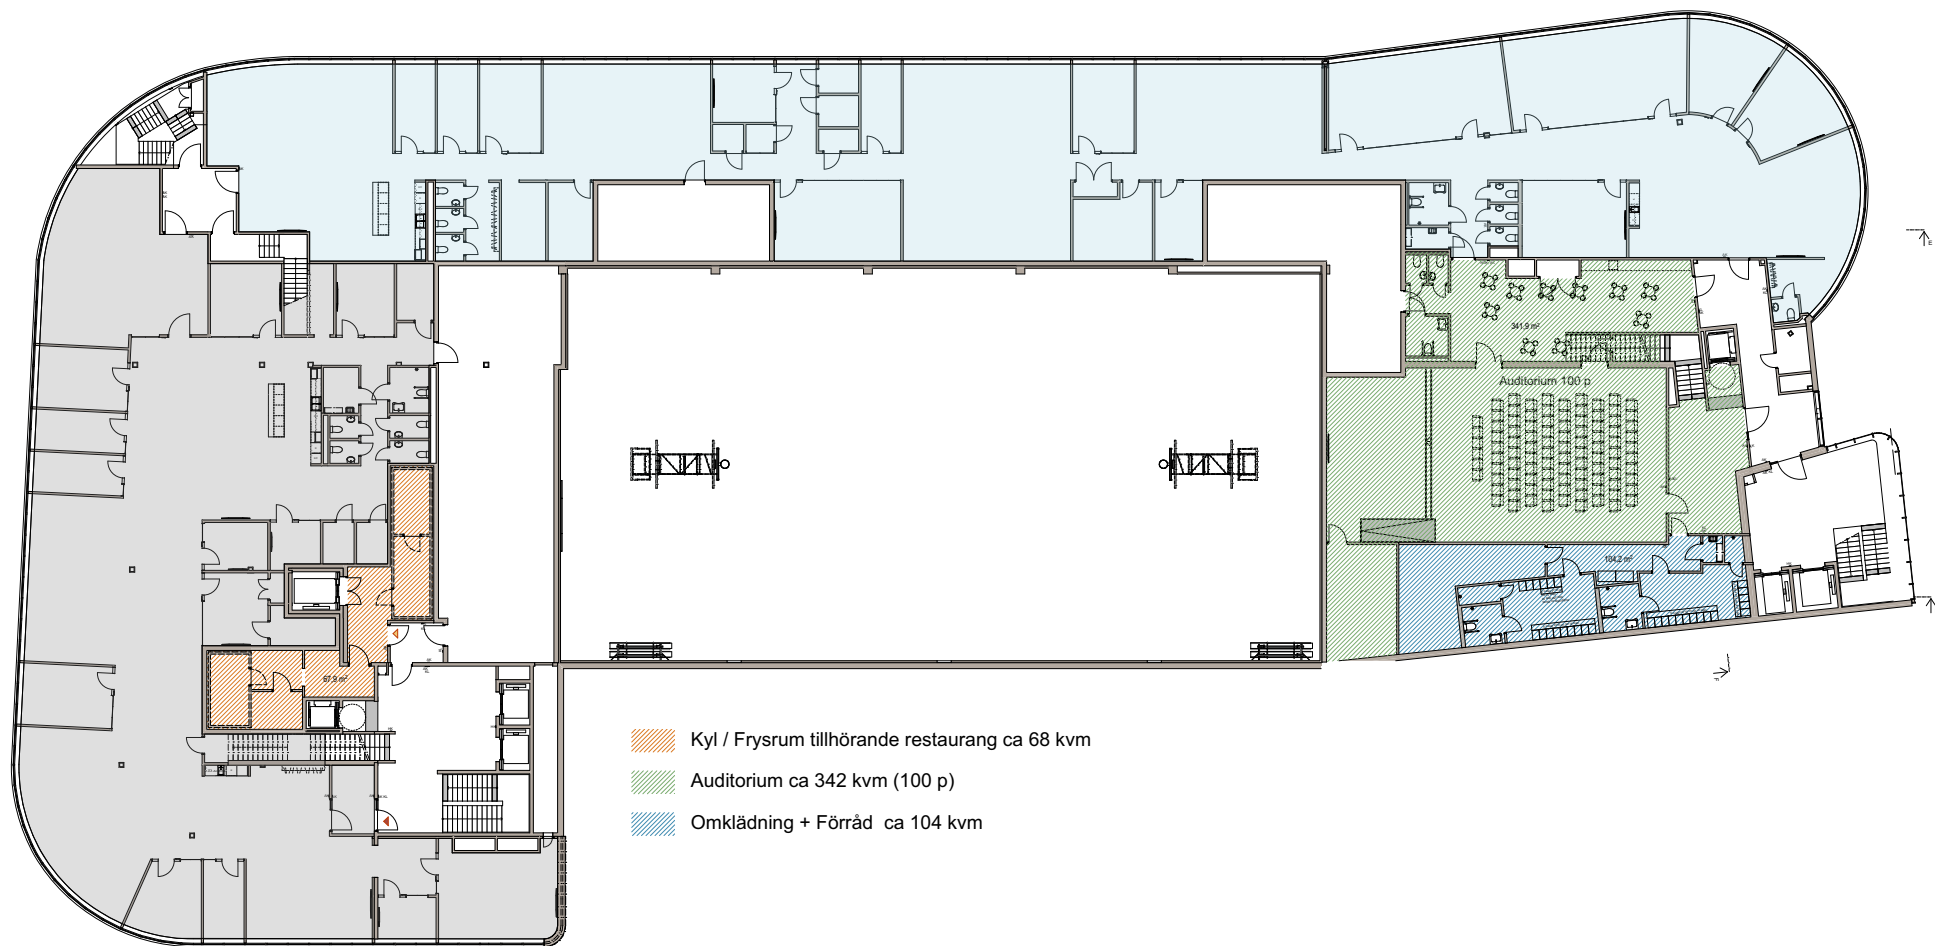 341,9 m²
Auditorium 100 p
104,2 m²
67,9 m²
Kyl / Frysrum tillhörande restaurang ca 68 kvm
Auditorium ca 342 kvm (100 p)
Omklädning + Förråd ca 104 kvm
E
F